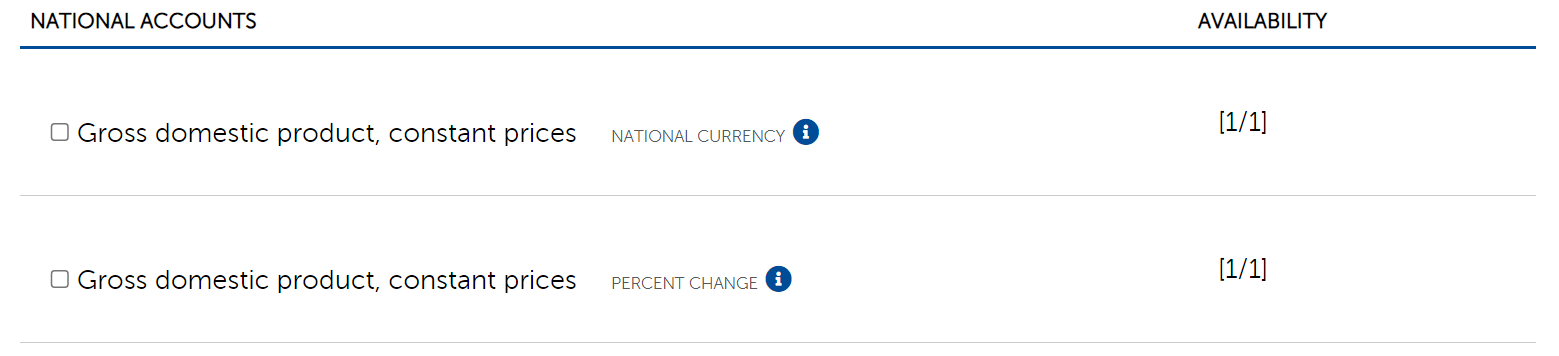 NATIONAL ACCOUNTS AVAILABILITY
Gross domestic product, constant prices NATIONAL CURRENCY [1/1]
Gross domestic product, constant prices PERCENT CHANGE [1/1]